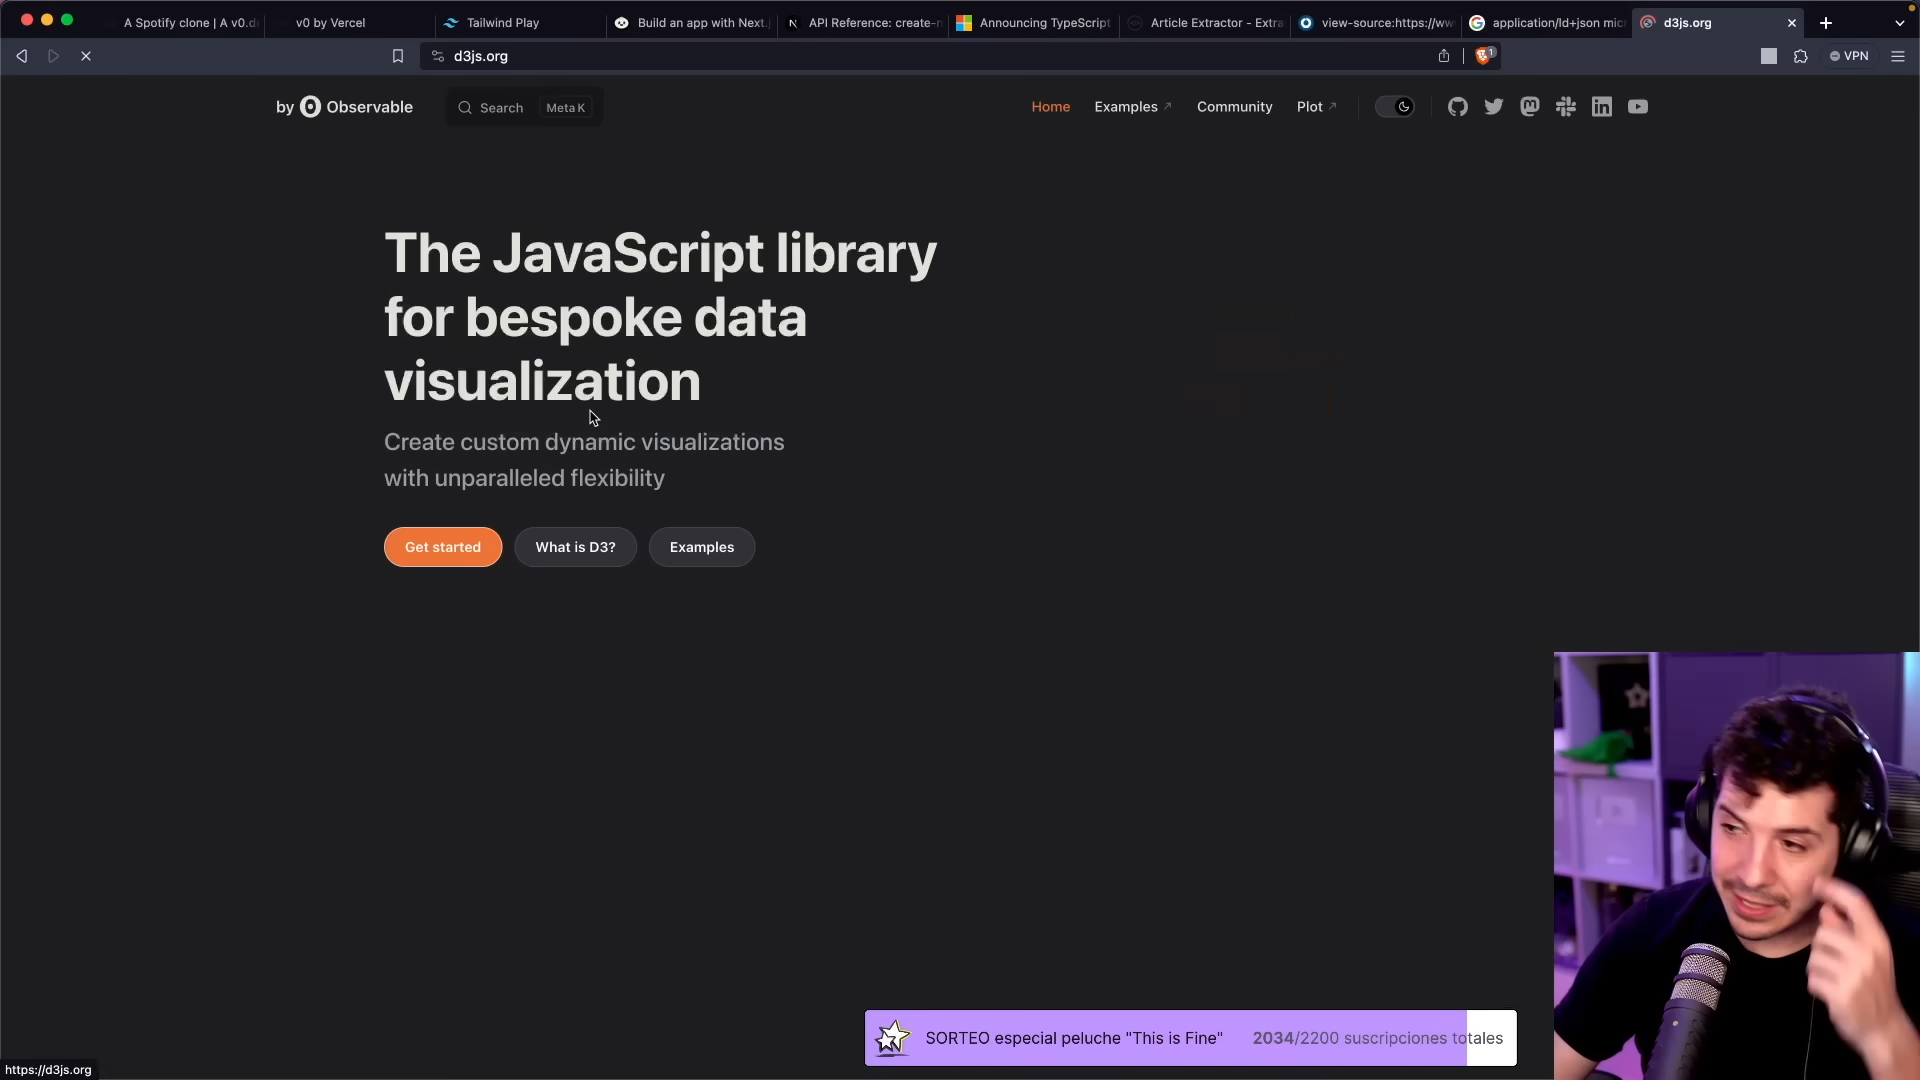 A Spotify clone | A v0.d
v0 by Vercel
Tailwind Play
Build an app with Next.
API Reference: create-n
Announcing TypeScript
Article Extractor - Extra
view-source:https://ww
application/ld+json mic
d3js.org
d3js.org
1
VPN
by Observable
Search
Meta K
Home
Examples
Community
Plot
The JavaScript library
for bespoke data
visualization
Create custom dynamic visualizations
with unparalleled flexibility
Get started
What is D3?
Examples
SORTEO especial peluche "This is Fine"
2034/2200 suscripciones totales
https://d3js.org